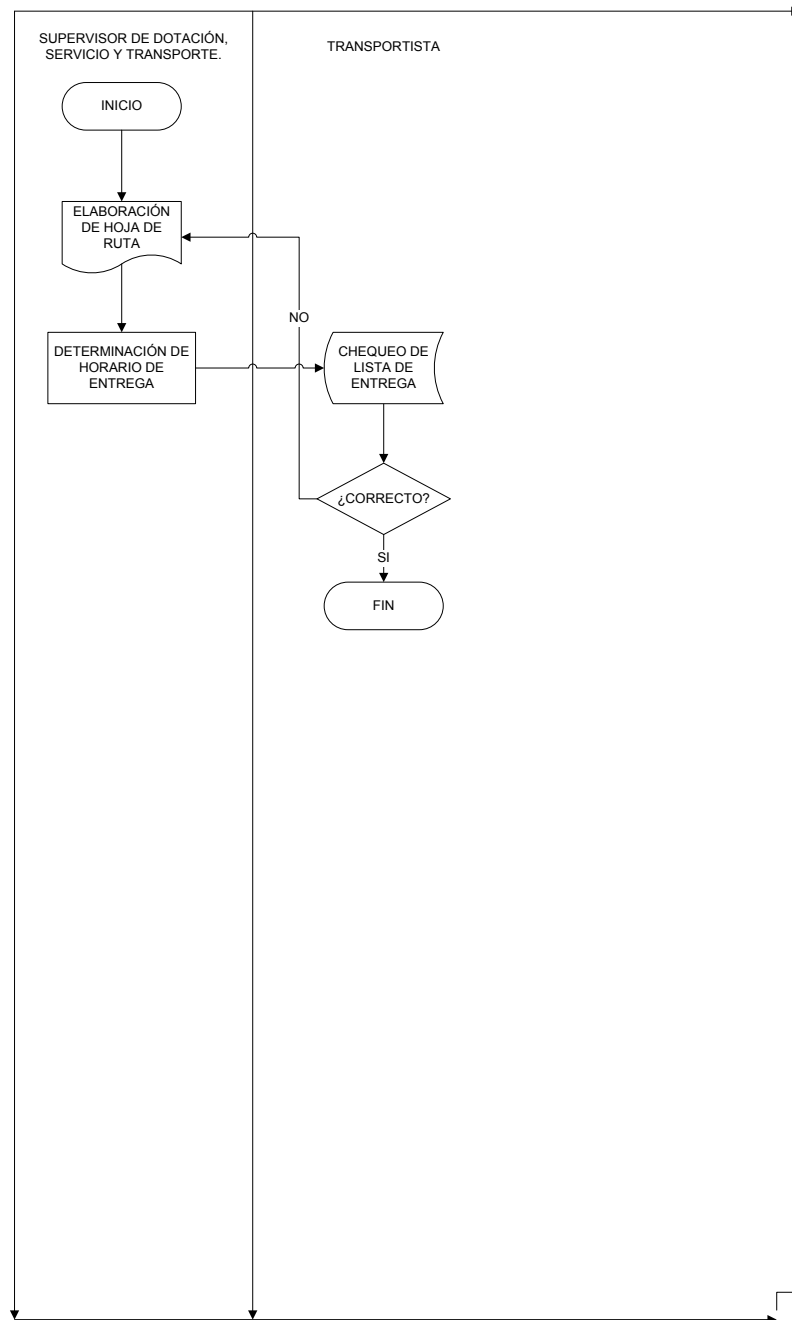 SUPERVISOR DE DOTACIÓN,
SERVICIO Y TRANSPORTE.
TRANSPORTISTA
INICIO
ELABORACIÓN
DE HOJA DE
RUTA
NO
DETERMINACIÓN DE
HORARIO DE
ENTREGA
CHEQUEO DE
LISTA DE
ENTREGA
¿CORRECTO?
SI
FIN